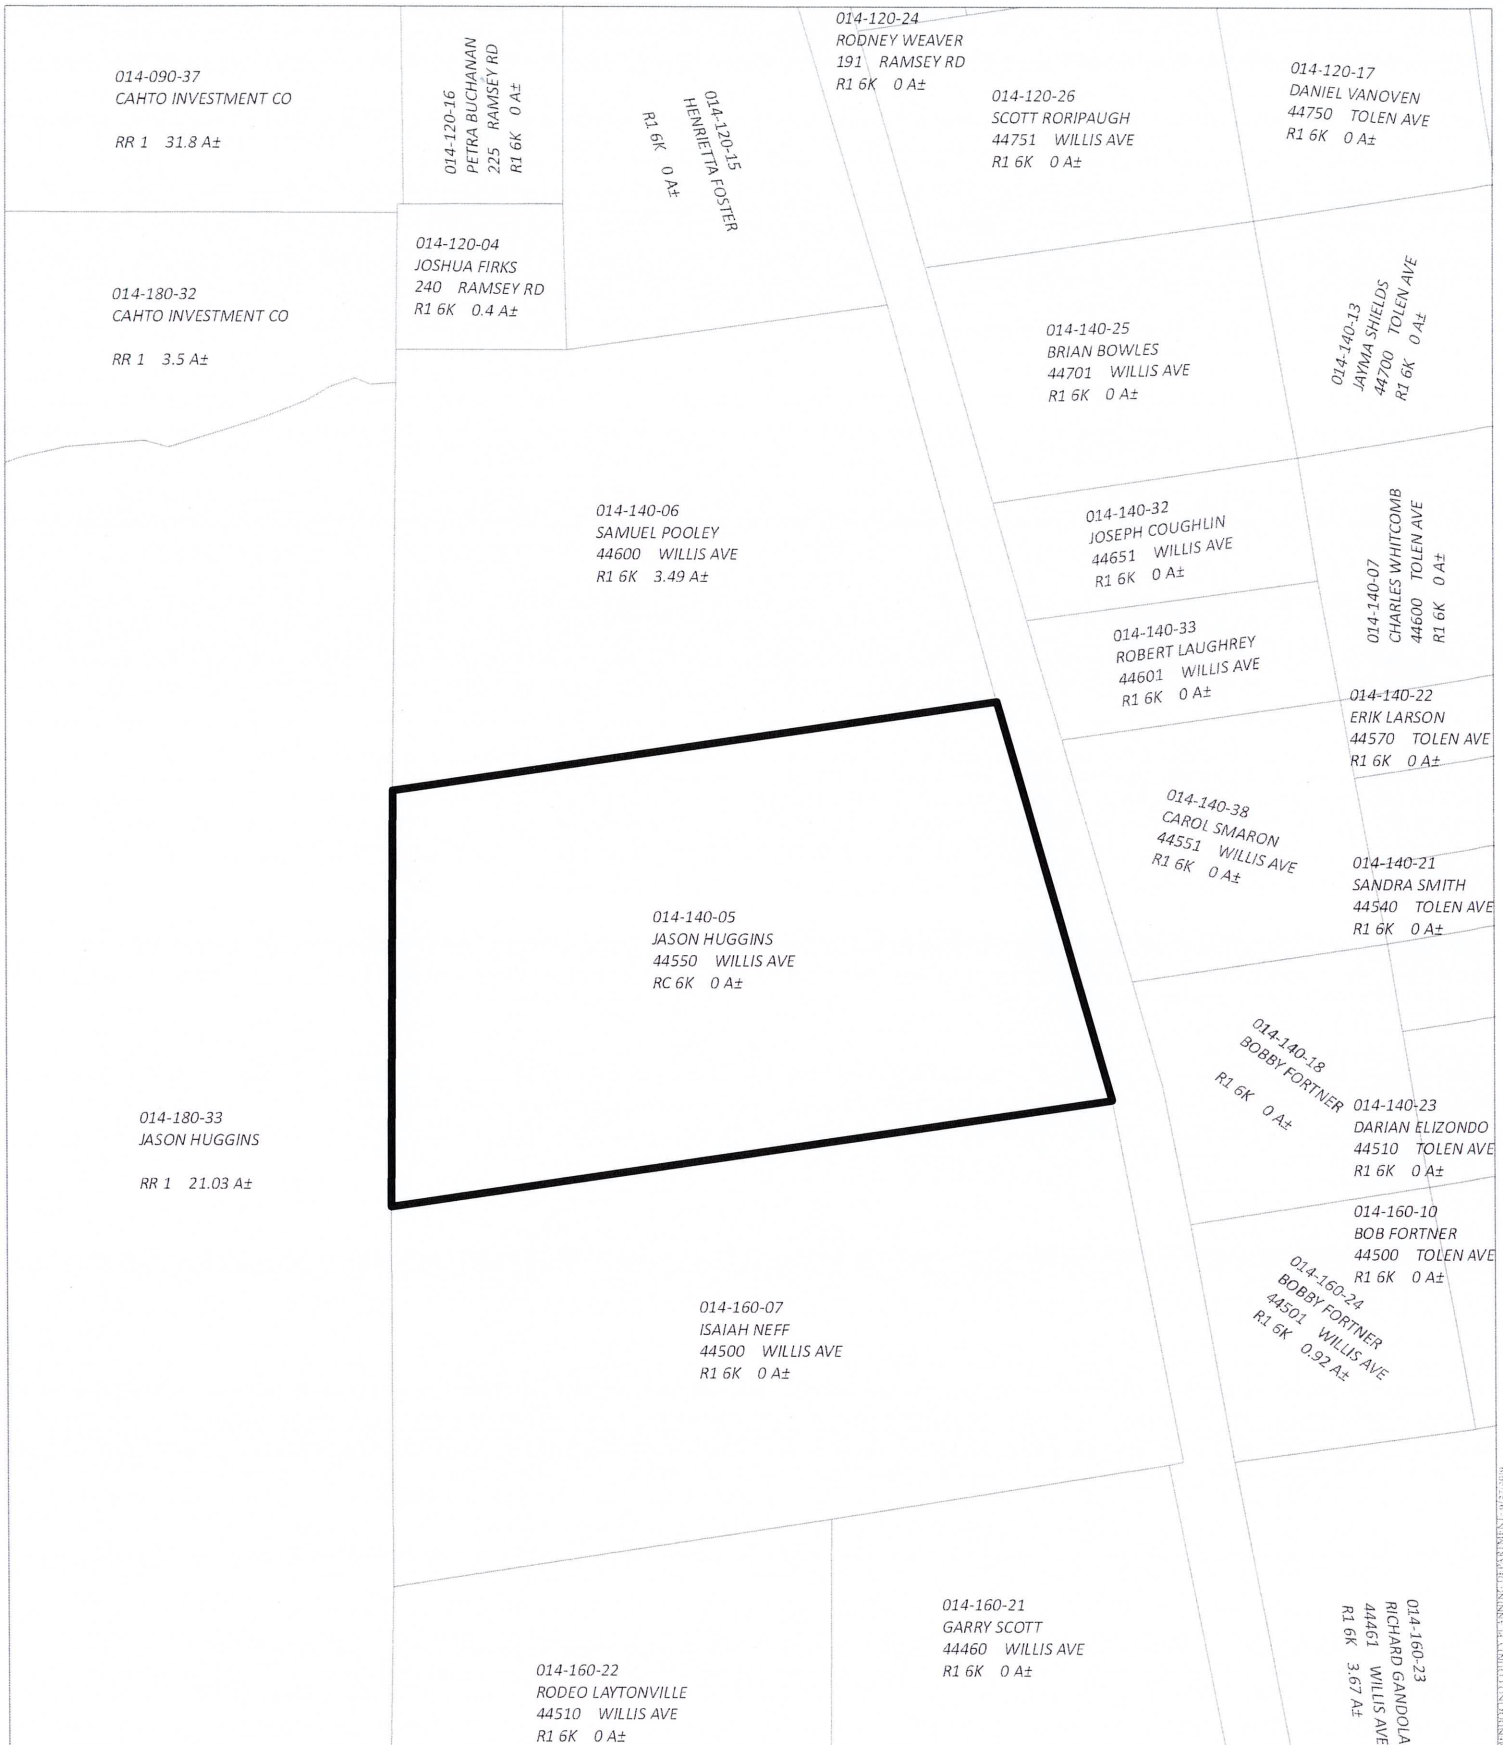 014-090-37
CAHTO INVESTMENT CO
RR 1 31.8 A±
014-120-16
PETRA BUCHANAN
225 RAMSEY RD
R1 6K 0 A±
014-120-15
HENRIETTA FOSTER
R1 6K 0 A±
014-120-24
RODNEY WEAVER
191 RAMSEY RD
R1 6K 0 A±
014-120-26
SCOTT RORIPAUGH
44751 WILLIS AVE
R1 6K 0 A±
014-120-17
DANIEL VANOVEN
44750 TOLEN AVE
R1 6K 0 A±
014-180-32
CAHTO INVESTMENT CO
RR 1 3.5 A±
014-120-04
JOSHUA FIRKS
240 RAMSEY RD
R1 6K 0.4 A±
014-140-25
BRIAN BOWLES
44701 WILLIS AVE
R1 6K 0 A±
014-140-13
JAYMA SHIELDS
44700 TOLEN AVE
R1 6K 0 A±
014-140-06
SAMUEL POOLEY
44600 WILLIS AVE
R1 6K 3.49 A±
014-140-32
JOSEPH COUGHLIN
44651 WILLIS AVE
R1 6K 0 A±
014-140-07
CHARLES WHITCOMB
44600 TOLEN AVE
R1 6K 0 A±
014-140-33
ROBERT LAUGHREY
44601 WILLIS AVE
R1 6K 0 A±
014-140-22
ERIK LARSON
44570 TOLEN AVE
R1 6K 0 A±
014-140-38
CAROL SMARON
44551 WILLIS AVE
R1 6K 0 A±
014-140-21
SANDRA SMITH
44540 TOLEN AVE
R1 6K 0 A±
014-140-05
JASON HUGGINS
44550 WILLIS AVE
RC 6K 0 A±
014-140-18
BOBBY FORTNER
R1 6K 0 A±
014-140-23
DARIAN ELIZONDO
44510 TOLEN AVE
R1 6K 0 A±
014-180-33
JASON HUGGINS
RR 1 21.03 A±
014-160-10
BOB FORTNER
44500 TOLEN AVE
R1 6K 0 A±
014-160-24
BOBBY FORTNER
44501 WILLIS AVE
R1 6K 0.92 A±
014-160-07
ISAIAH NEFF
44500 WILLIS AVE
R1 6K 0 A±
014-160-21
GARRY SCOTT
44460 WILLIS AVE
R1 6K 0 A±
014-160-23
RICHARD GANDOLA
44461 WILLIS AVE
R1 6K 3.67 A±
014-160-22
RODEO LAYTONVILLE
44510 WILLIS AVE
R1 6K 0 A±